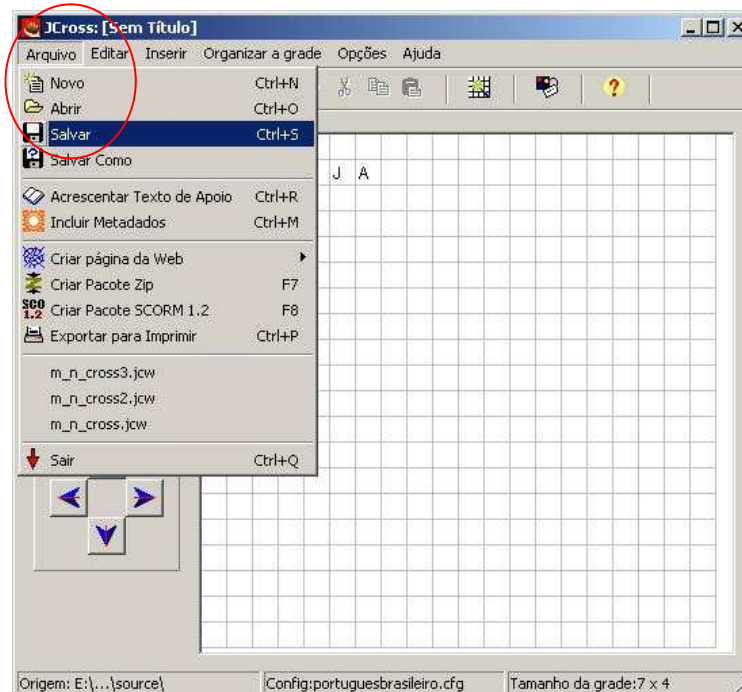 JCross: [Sem Título]
Arquivo Editar Inserir Organizar a grade Opções Ajuda
Novo Ctrl+N
Abrir Ctrl+O
Salvar Ctrl+S
Salvar Como
J A
Acrescentar Texto de Apoio Ctrl+R
Incluir Metadados Ctrl+M
Criar página da Web
Criar Pacote Zip F7
SCO 1.2 Criar Pacote SCORM 1.2 F8
Exportar para Imprimir Ctrl+P
m_n_cross3.jcw
m_n_cross2.jcw
m_n_cross.jcw
Sair Ctrl+Q
Origem: E:\...\source\ Config:portuguesbrasileiro.cfg Tamanho da grade:7 x 4